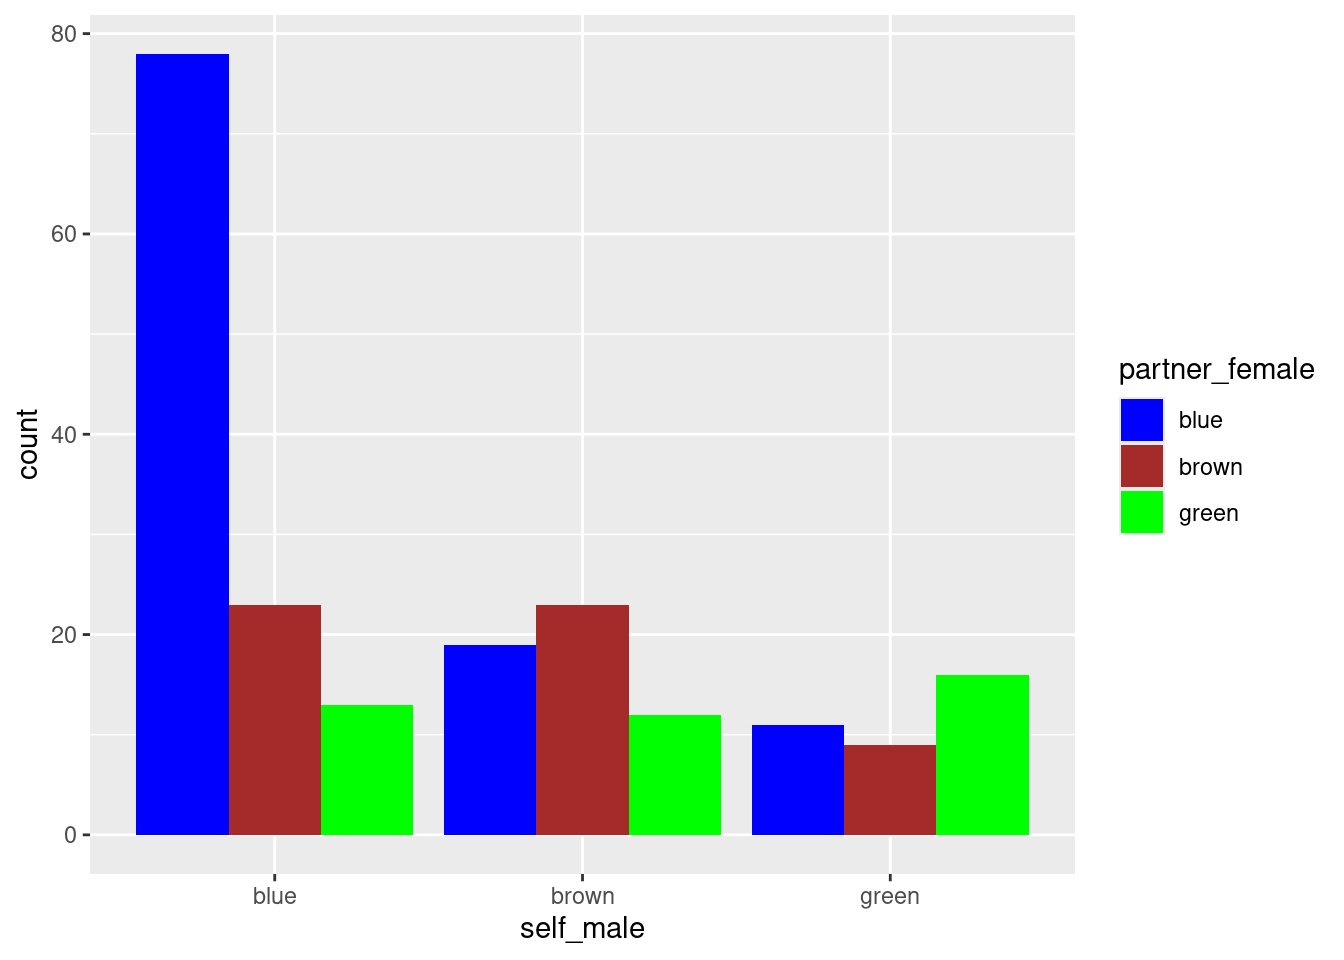 80
60
40
20
0
count
blue
brown
green
self_male
partner_female
blue
brown
green